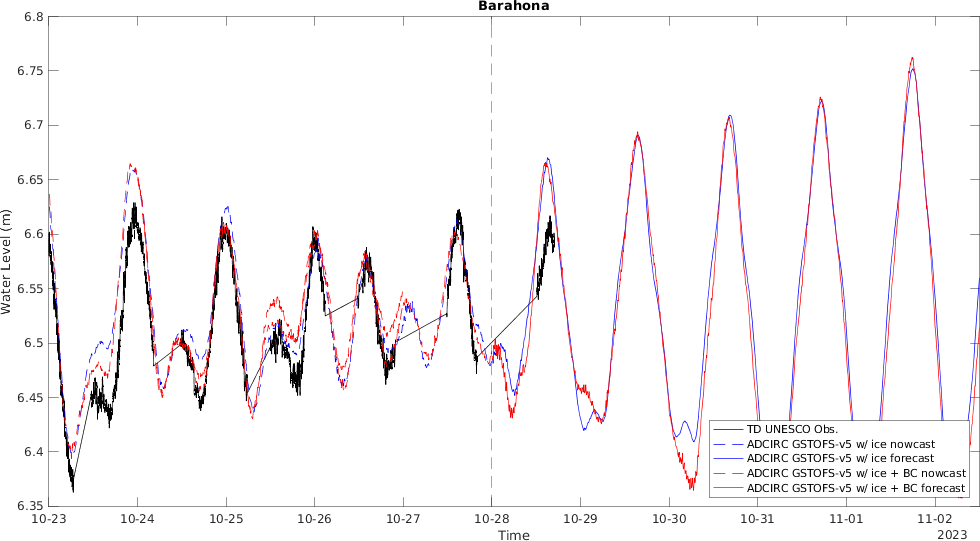 Barahona
Water Level (m)
6.8
6.75
6.7
6.65
6.6
6.55
6.5
6.45
6.4
6.35
TD UNESCO Obs.
ADCIRC GSTOFS-v5 w/ ice nowcast
ADCIRC GSTOFS-v5 w/ ice forecast
ADCIRC GSTOFS-v5 w/ ice + BC nowcast
ADCIRC GSTOFS-v5 w/ ice + BC forecast
10-23 10-24 10-25 10-26 10-27 10-28 10-29 10-30 10-31 11-01 11-02
Time
2023